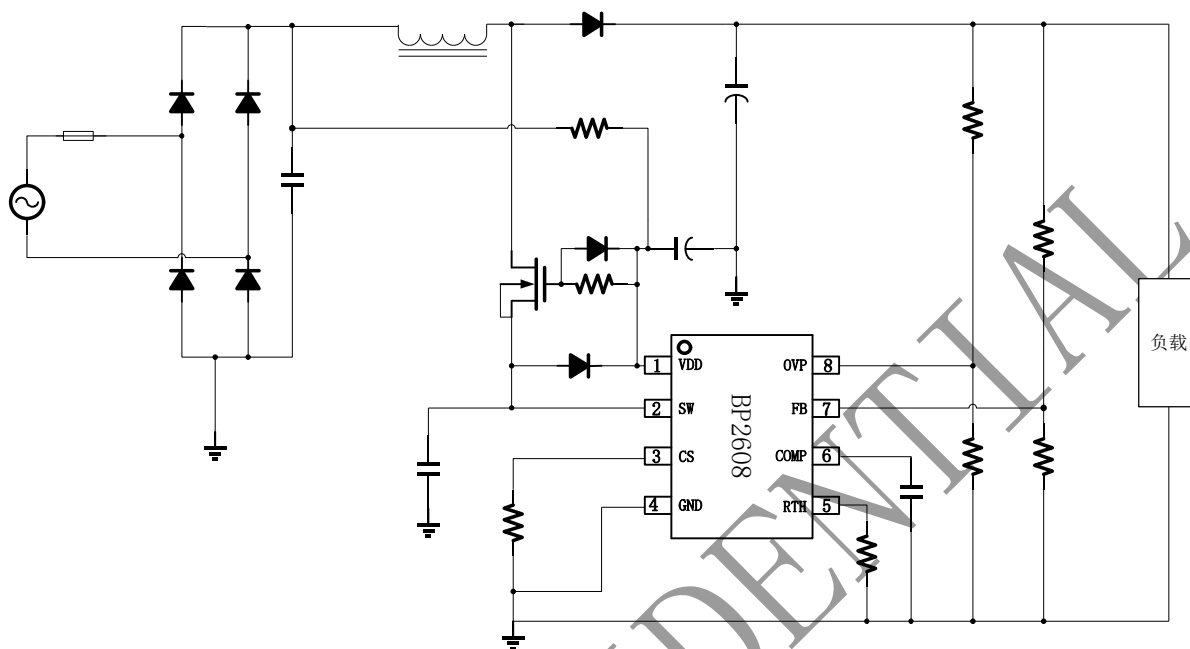 负载
1 VDD OVP 8
2 SW FB 7
3 CS COMP 6
4 GND RTH 5
BP2608
DENTIAL